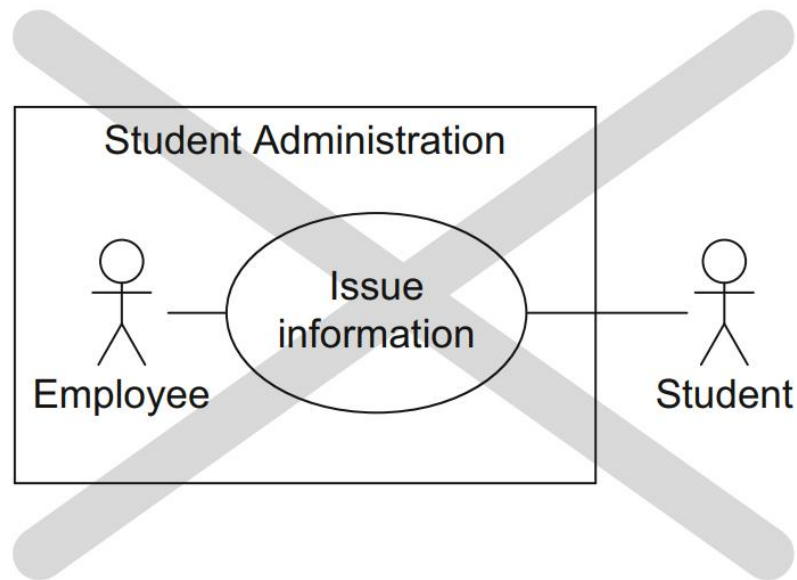 Student Administration
Issue
information
Employee
Student